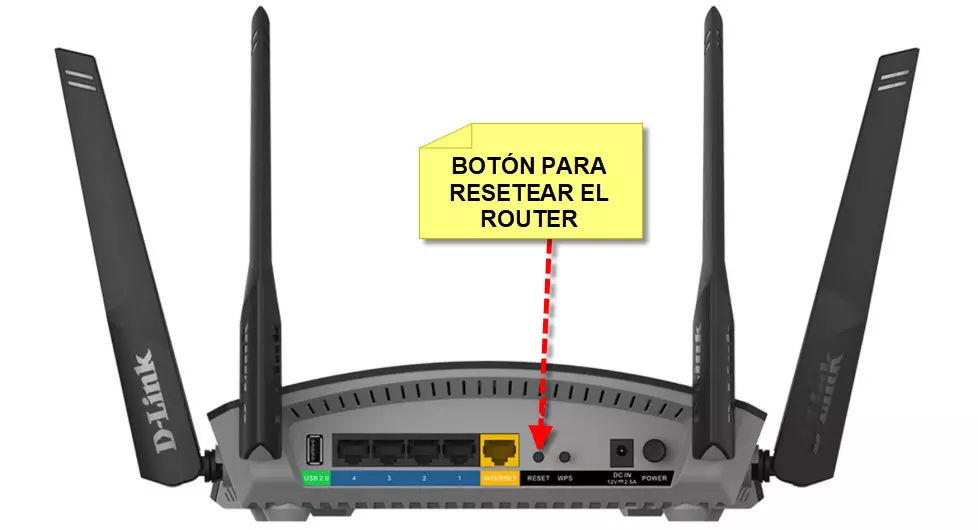 BOTÓN PARA
RESETEAR EL
ROUTER
D-Link
D-Link
USB 2.0
4
3
2
1
INTERNET
RESET
WPS
DC IN
12V⎓2.5A
POWER